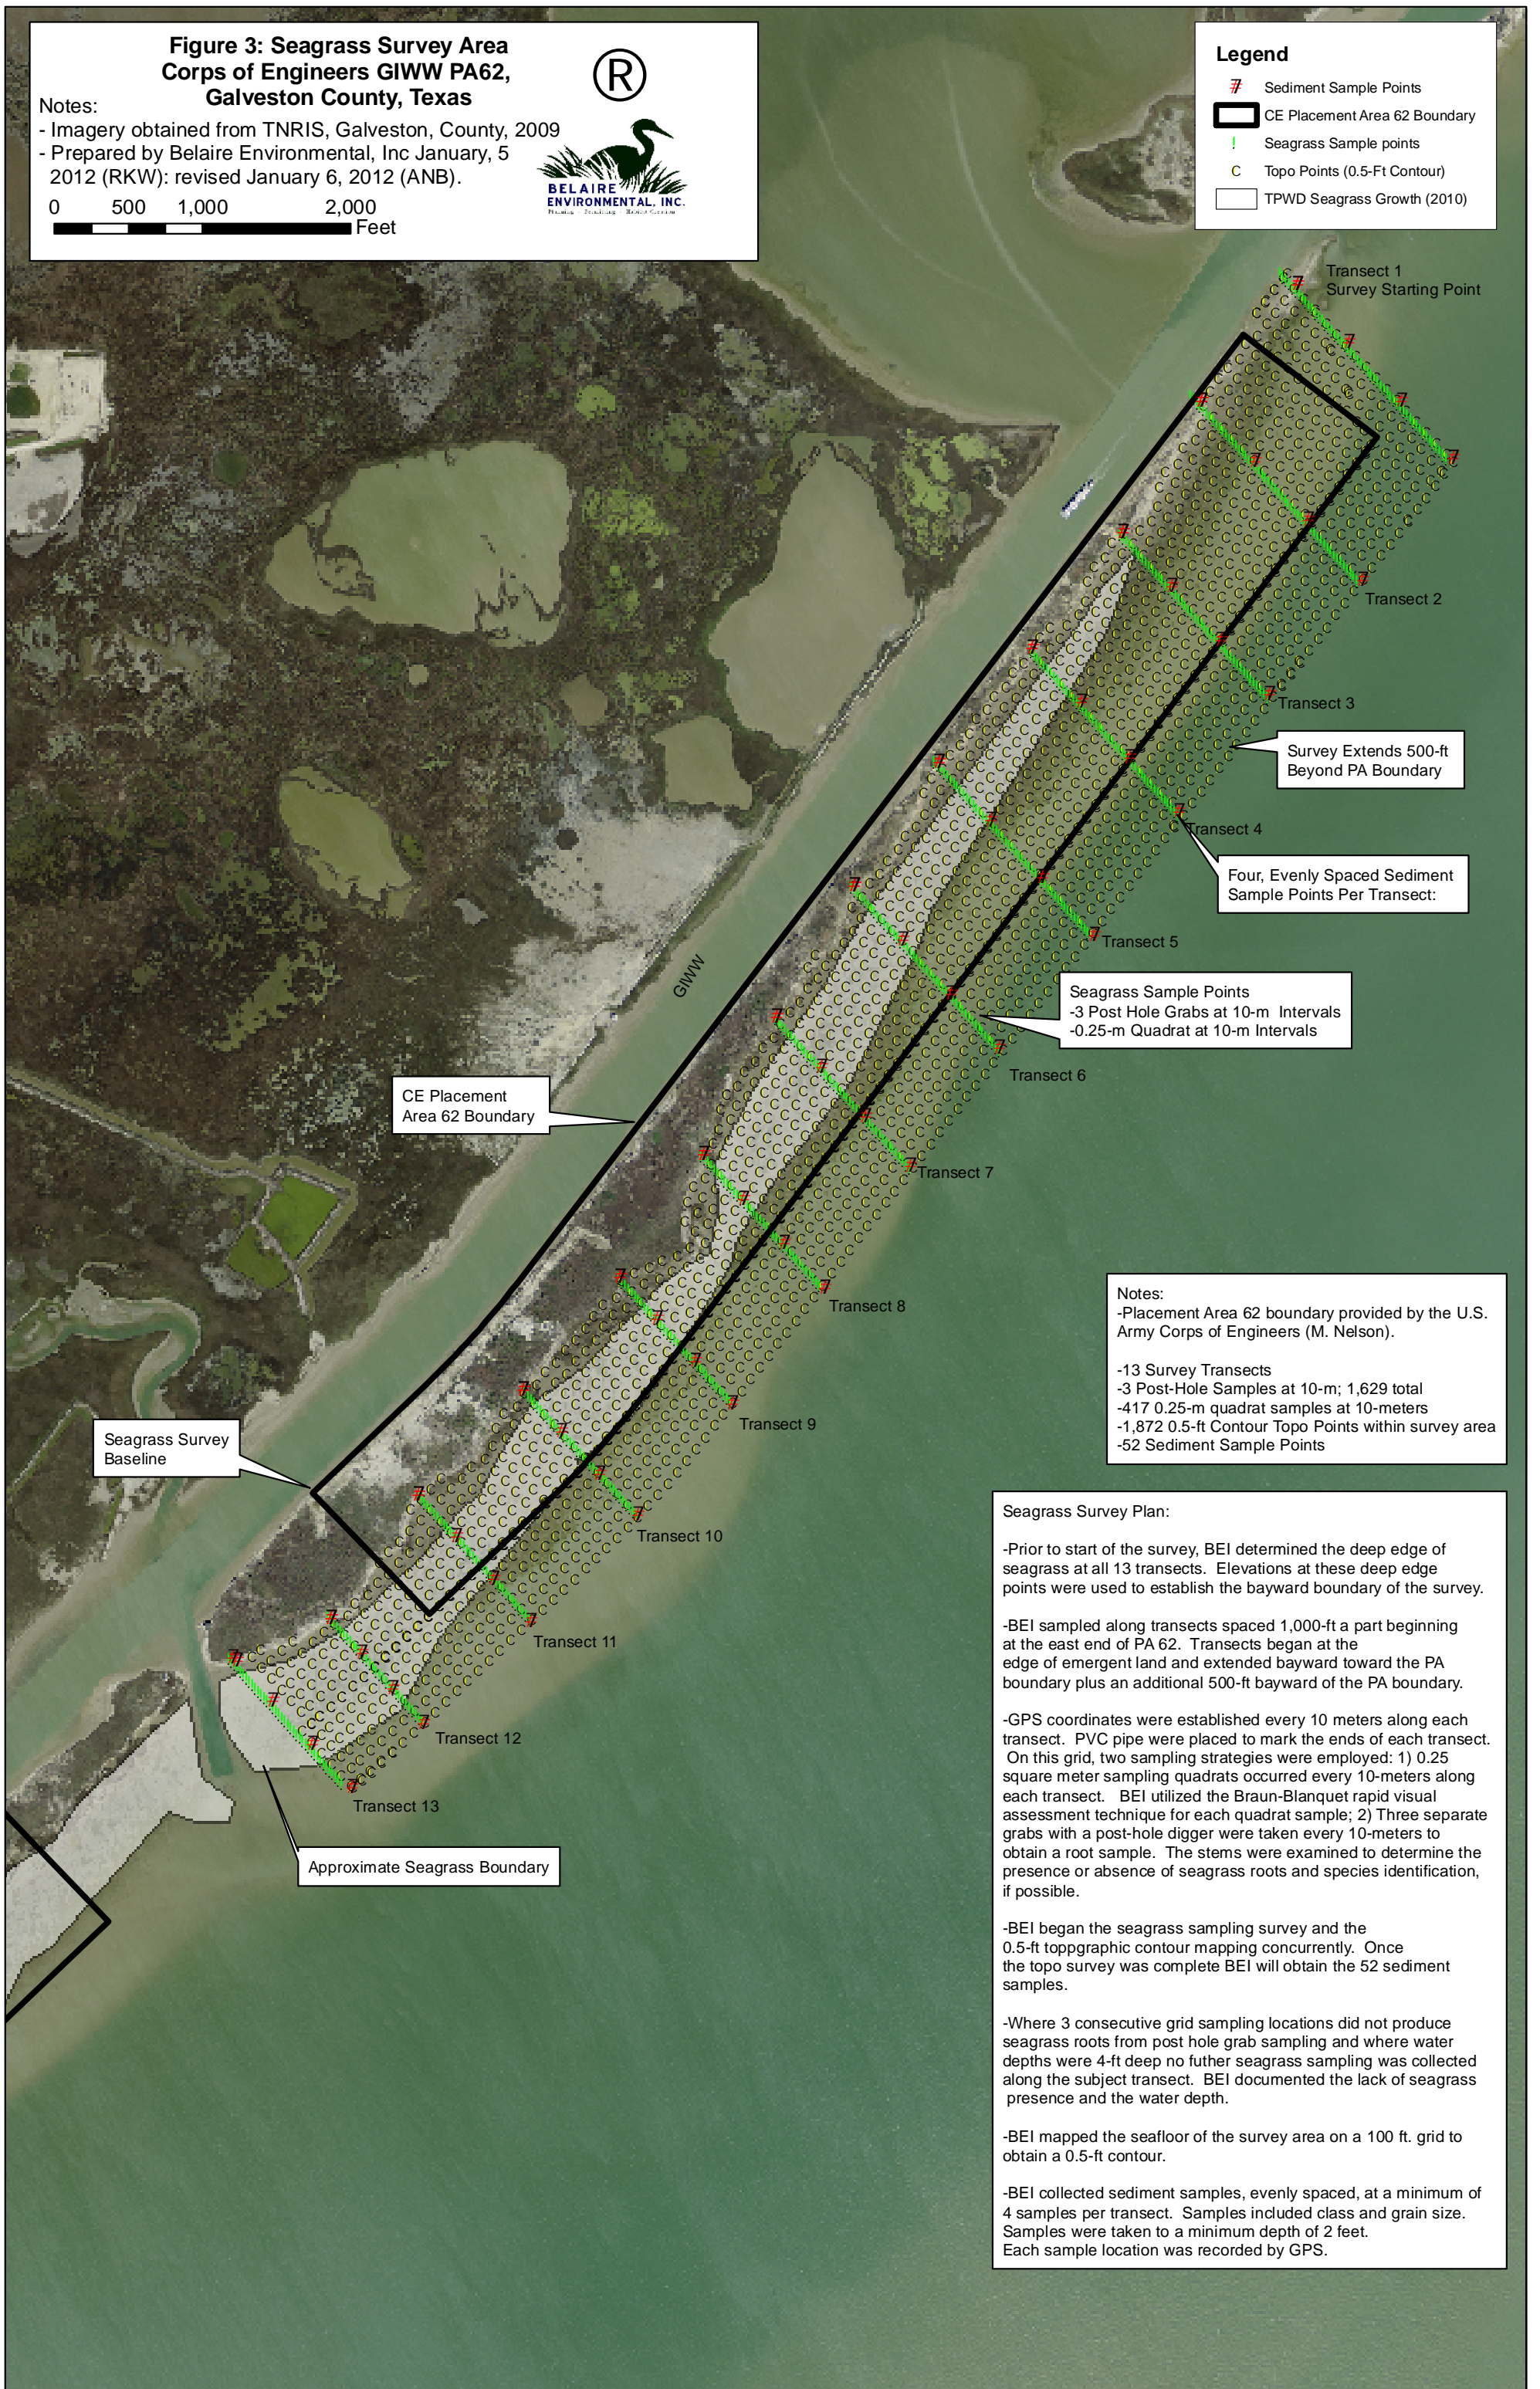 Figure 3: Seagrass Survey Area
Corps of Engineers GIWW PA62,
Galveston County, Texas
®
Notes:
- Imagery obtained from TNRIS, Galveston, County, 2009
- Prepared by Belaire Environmental, Inc January, 5
2012 (RKW): revised January 6, 2012 (ANB).
0 500 1,000 2,000
Feet
BELAIRE
ENVIRONMENTAL, INC.
Legend
Sediment Sample Points
CE Placement Area 62 Boundary
! Seagrass Sample points
C Topo Points (0.5-Ft Contour)
TPWD Seagrass Growth (2010)
Transect 1
Survey Starting Point
Transect 2
Transect 3
Survey Extends 500-ft
Beyond PA Boundary
Transect 4
Four, Evenly Spaced Sediment
Sample Points Per Transect:
Transect 5
GIWW
Seagrass Sample Points
-3 Post Hole Grabs at 10-m Intervals
-0.25-m Quadrat at 10-m Intervals
Transect 6
CE Placement
Area 62 Boundary
Transect 7
Transect 8
Notes:
-Placement Area 62 boundary provided by the U.S.
Army Corps of Engineers (M. Nelson).
-13 Survey Transects
-3 Post-Hole Samples at 10-m; 1,629 total
-417 0.25-m quadrat samples at 10-meters
-1,872 0.5-ft Contour Topo Points within survey area
-52 Sediment Sample Points
Transect 9
Seagrass Survey
Baseline
Transect 10
Transect 11
Transect 12
Transect 13
Approximate Seagrass Boundary
Seagrass Survey Plan:
-Prior to start of the survey, BEI determined the deep edge of
seagrass at all 13 transects. Elevations at these deep edge
points were used to establish the bayward boundary of the survey.
-BEI sampled along transects spaced 1,000-ft a part beginning
at the east end of PA 62. Transects began at the
edge of emergent land and extended bayward toward the PA
boundary plus an additional 500-ft bayward of the PA boundary.
-GPS coordinates were established every 10 meters along each
transect. PVC pipe were placed to mark the ends of each transect.
On this grid, two sampling strategies were employed: 1) 0.25
square meter sampling quadrats occurred every 10-meters along
each transect. BEI utilized the Braun-Blanquet rapid visual
assessment technique for each quadrat sample; 2) Three separate
grabs with a post-hole digger were taken every 10-meters to
obtain a root sample. The stems were examined to determine the
presence or absence of seagrass roots and species identification,
if possible.
-BEI began the seagrass sampling survey and the
0.5-ft toppgraphic contour mapping concurrently. Once
the topo survey was complete BEI will obtain the 52 sediment
samples.
-Where 3 consecutive grid sampling locations did not produce
seagrass roots from post hole grab sampling and where water
depths were 4-ft deep no futher seagrass sampling was collected
along the subject transect. BEI documented the lack of seagrass
presence and the water depth.
-BEI mapped the seafloor of the survey area on a 100 ft. grid to
obtain a 0.5-ft contour.
-BEI collected sediment samples, evenly spaced, at a minimum of
4 samples per transect. Samples included class and grain size.
Samples were taken to a minimum depth of 2 feet.
Each sample location was recorded by GPS.